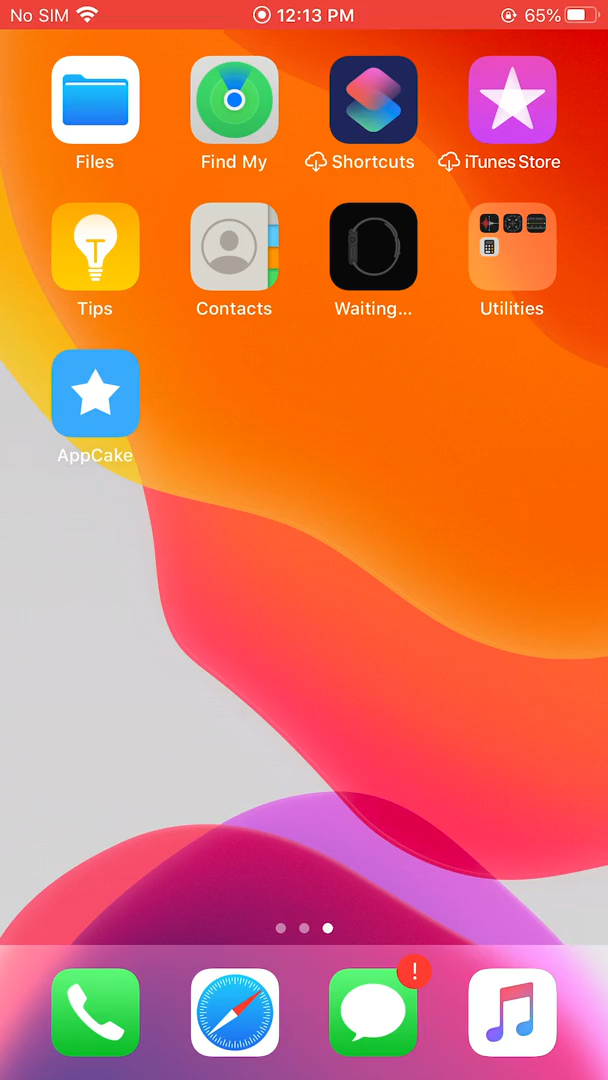 No SIM 12:13 PM 65%
Files Find My Shortcuts iTunes Store
Tips Contacts Waiting... Utilities
AppCake
!